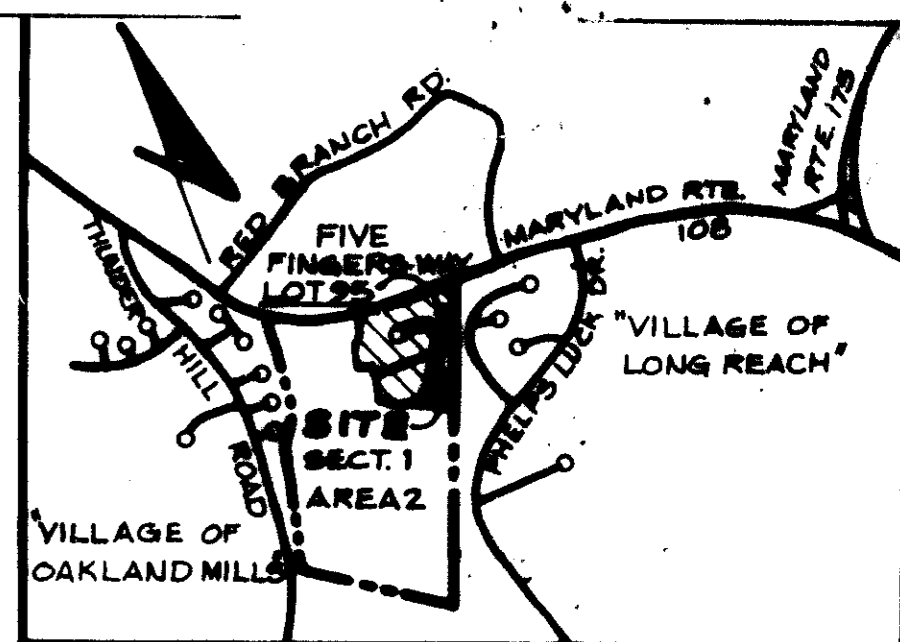 MARYLAND
RTE. 175
RED BRANCH RD.
MARYLAND RTE.
108
FIVE
FINGERS WAY
LOT 95
THUNDER HILL ROAD
PHELPS LUCK DR.
"VILLAGE OF
LONG REACH"
SITE
SECT. 1
AREA 2
"VILLAGE OF
OAKLAND MILLS"